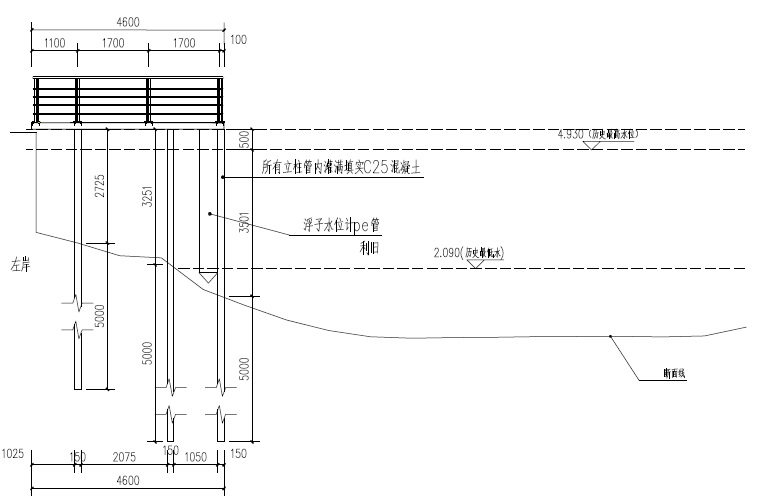 4600
1100
1700
1700
100
4.930 (历史最高水位)
500
所有立柱管内灌满填实C25混凝土
2725
3251
3501
浮子水位计pe管
利旧
2.090(历史最低水)
左岸
5000
5000
5000
断面线
1025
150
2075
150
1050
150
4600